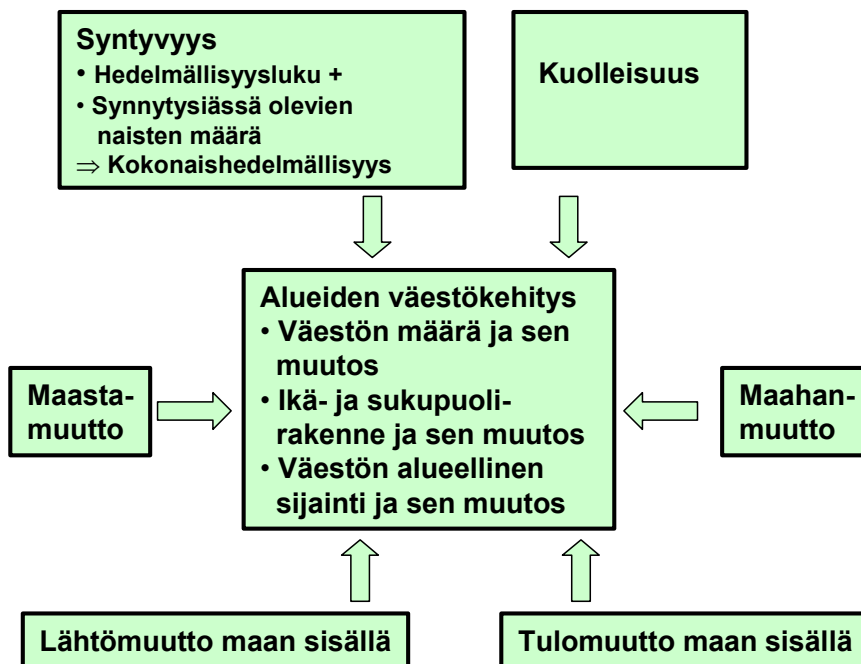 Syntyvyys
• Hedelmällisyysluku +
• Synnytysiässä olevien
naisten määrä
⇒ Kokonaishedelmällisyys
Kuolleisuus
Alueiden väestökehitys
• Väestön määrä ja sen
muutos
• Ikä- ja sukupuoli-
rakenne ja sen muutos
• Väestön alueellinen
sijainti ja sen muutos
Maasta-
muutto
Maahan-
muutto
Lähtömuutto maan sisällä
Tulomuutto maan sisällä